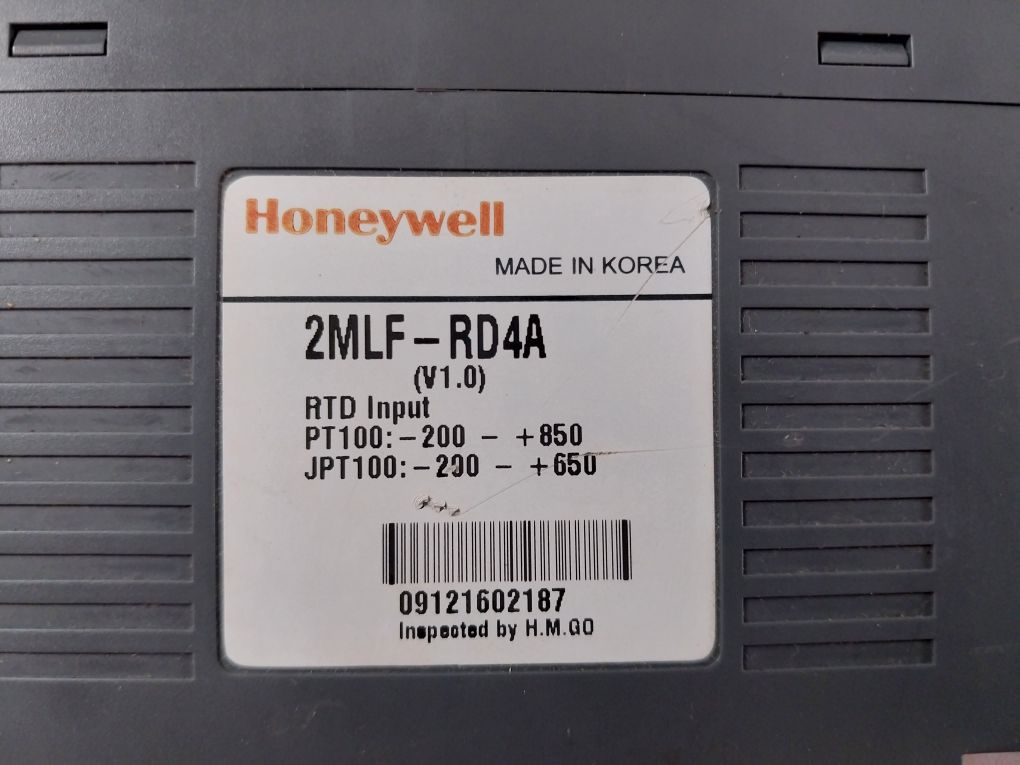 Honeywell
MADE IN KOREA
2MLF-RD4A
(V1.0)
RTD Input
PT100:-200 - +850
JPT100:-200 - +650
09121602187
Inspected by H.M.GO